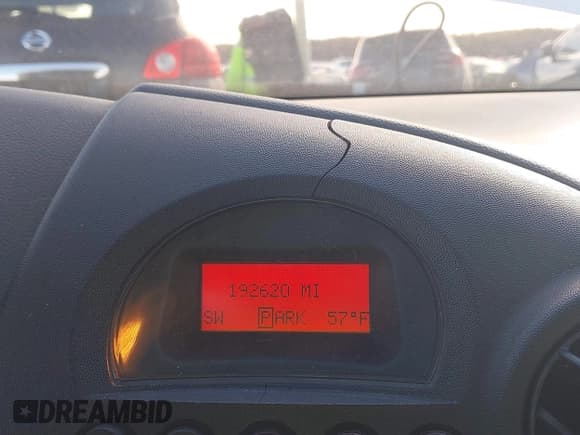 192620 MI
SW PARK 57°F
DREAMBID